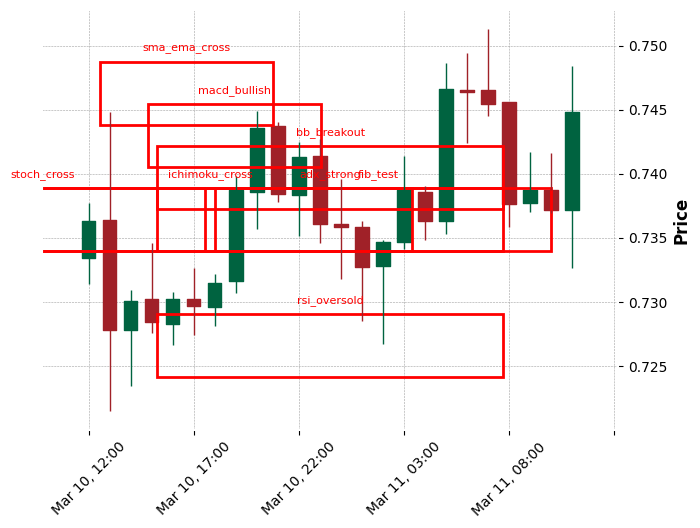 sma_ema_cross
macd_bullish
bb_breakout
stoch_cross
ichimoku_cross
fib_test
rsi_oversold
0.750
0.745
0.740
0.735
0.730
0.725
Price
Mar 10, 12:00
Mar 10, 17:00
Mar 10, 22:00
Mar 11, 03:00
Mar 11, 08:00